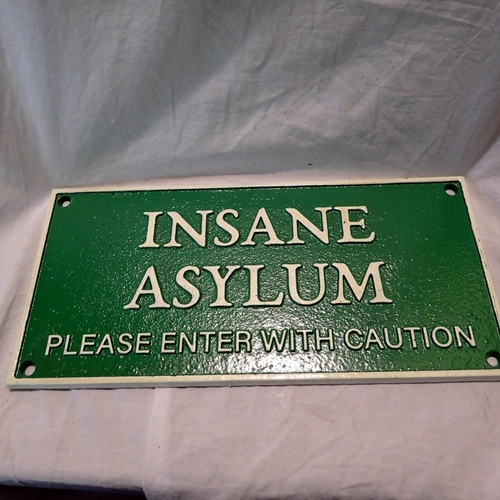 INSANE
ASYLUM
PLEASE ENTER WITH CAUTION